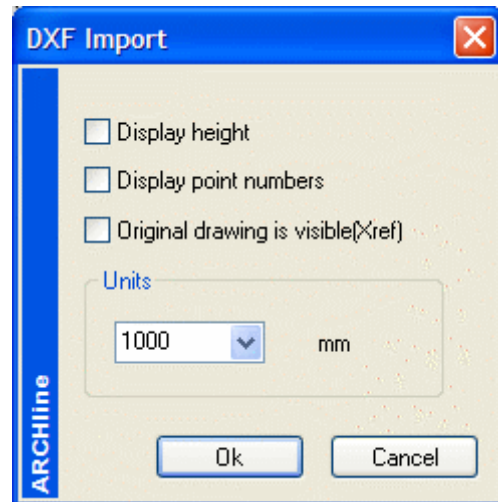 DXF Import
Display height
Display point numbers
Original drawing is visible(Xref)
Units
1000 mm
Ok Cancel
ARCHline